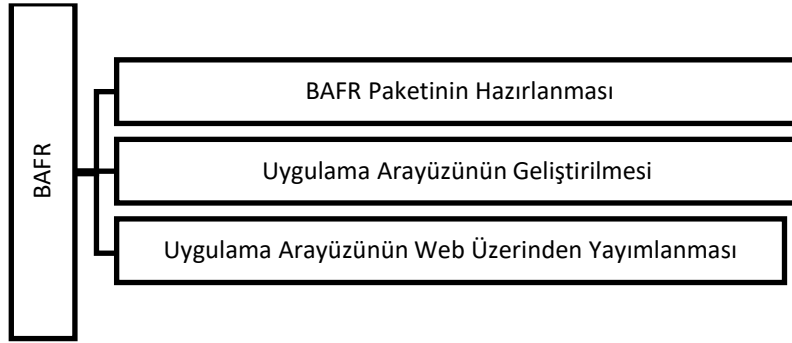 BAFR
BAFR Paketinin Hazırlanması
Uygulama Arayüzünün Geliştirilmesi
Uygulama Arayüzünün Web Üzerinden Yayımlanması